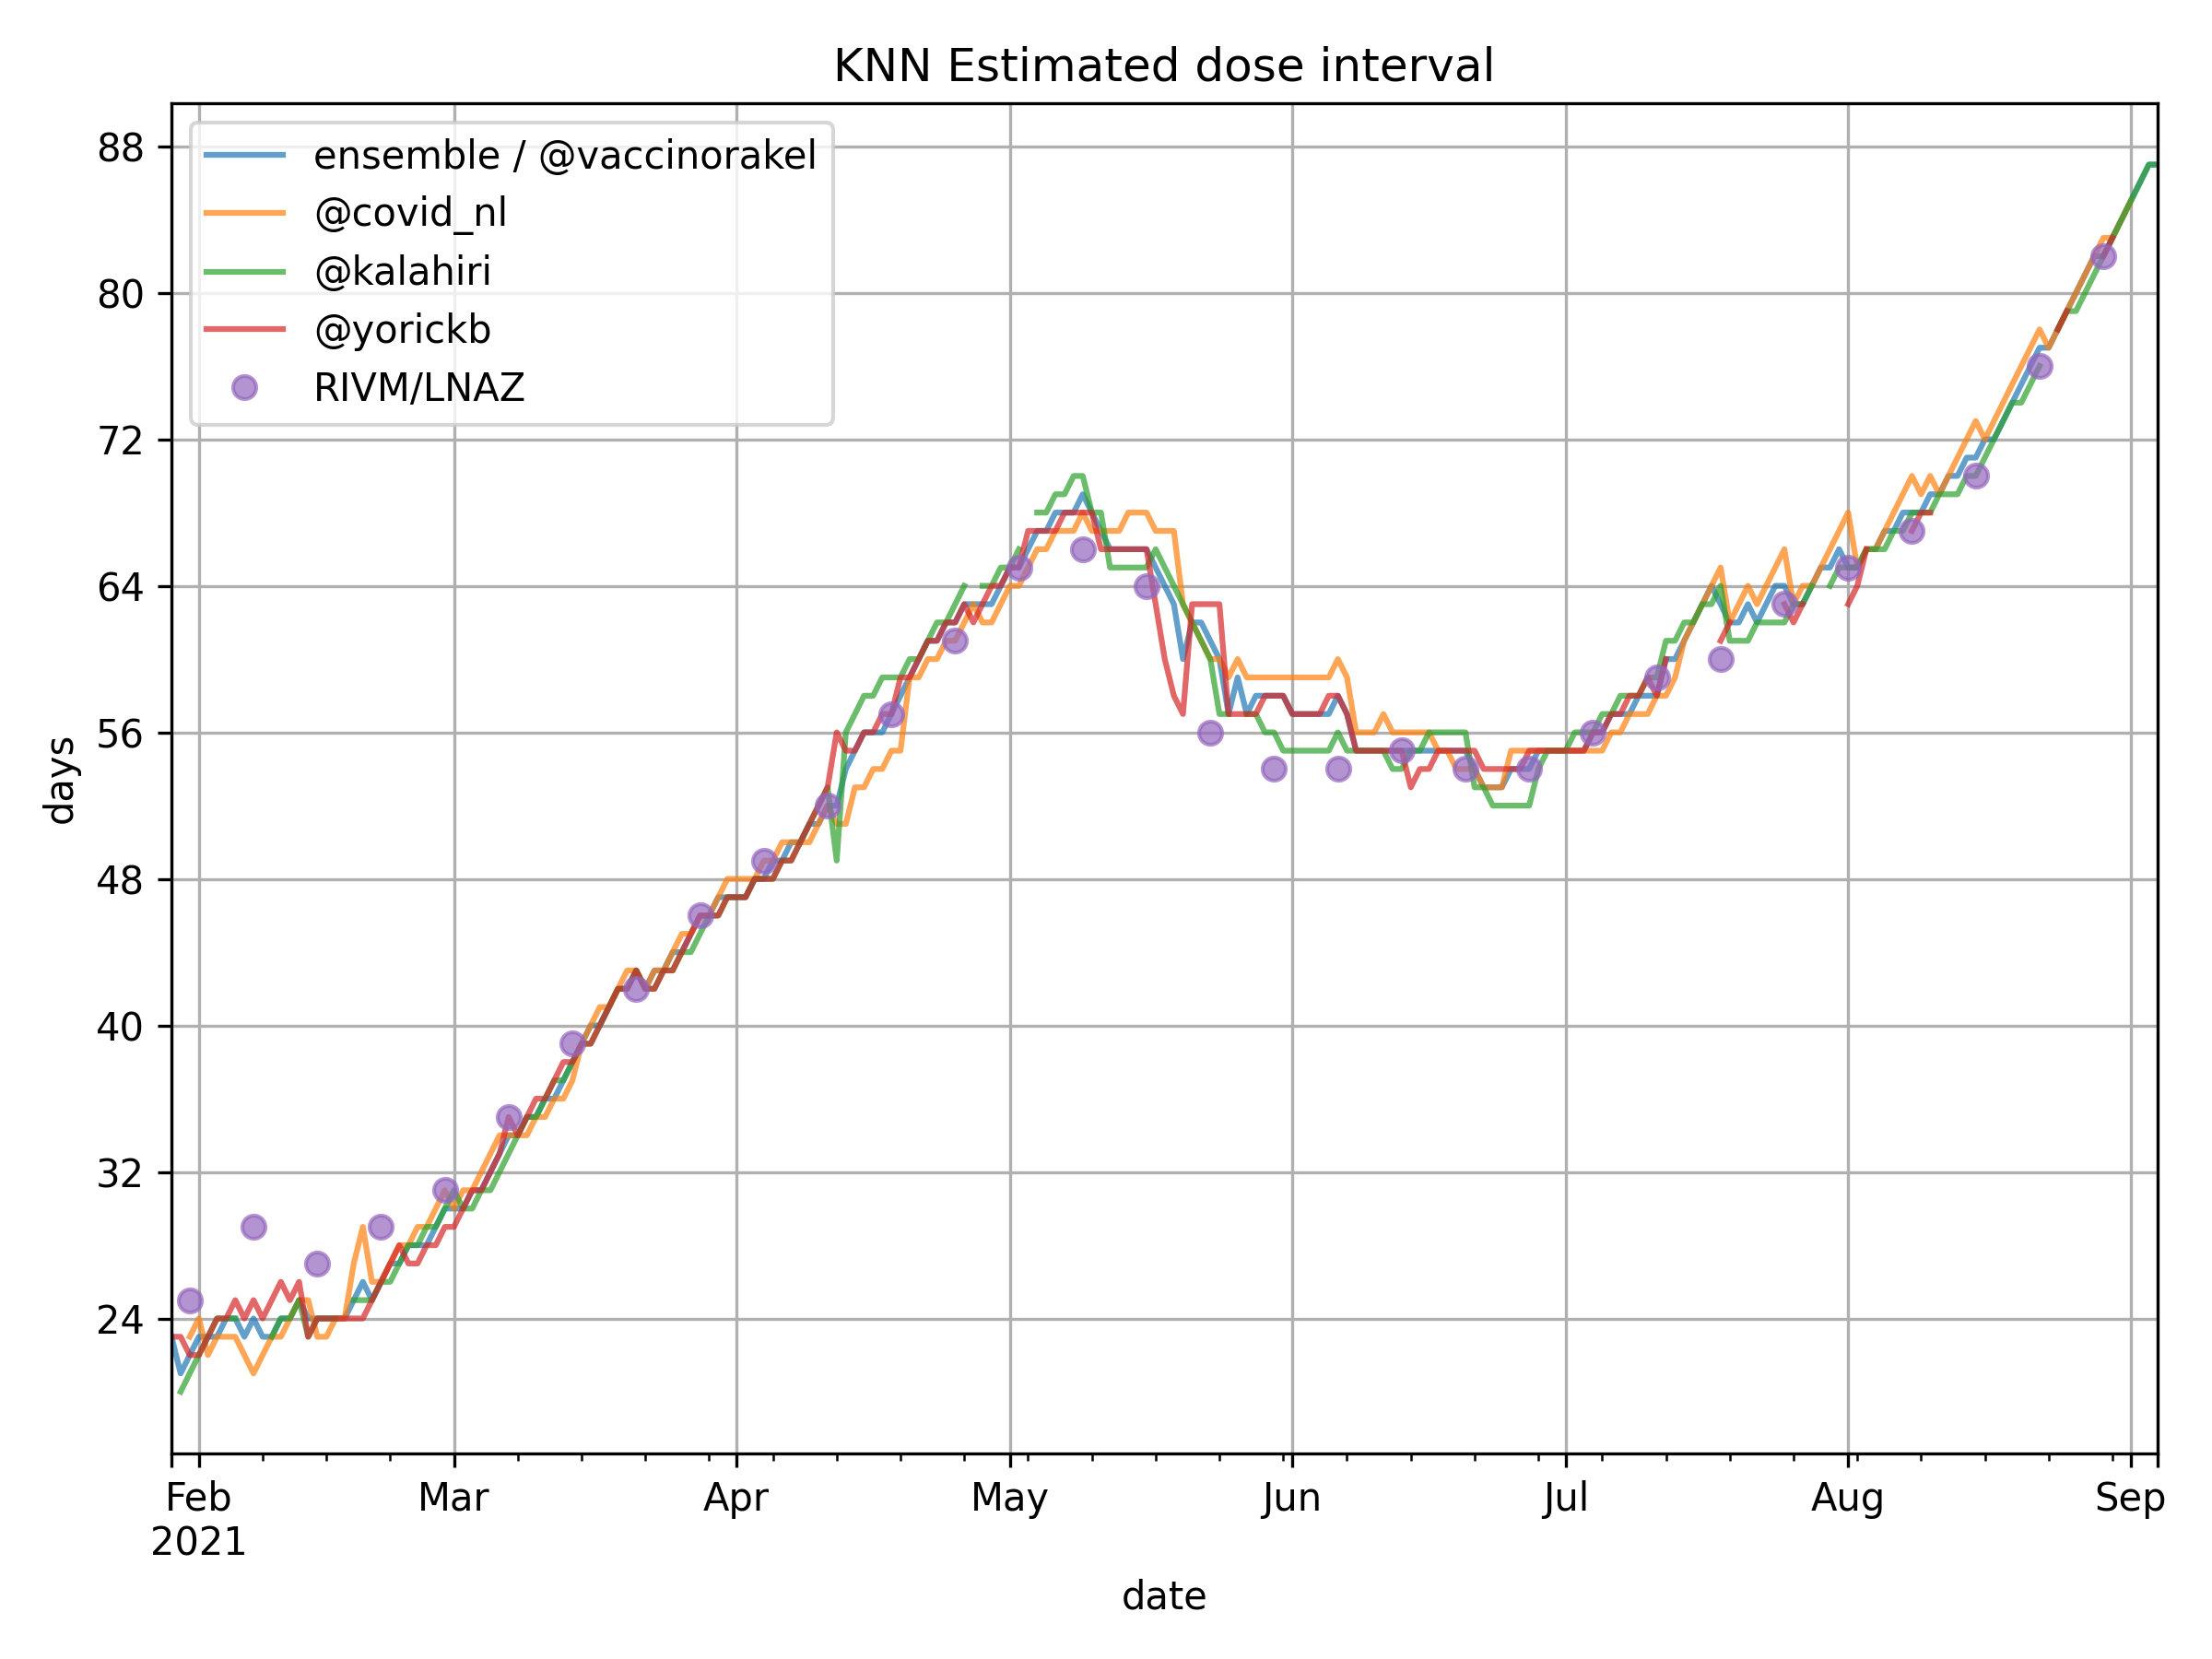 KNN Estimated dose interval
ensemble / @vaccinorakel
@covid_nl
@kalahiri
@yorickb
RIVM/LNAZ
88
80
72
64
56
48
40
32
24
days
Feb Mar Apr May Jun Jul Aug Sep
2021
date